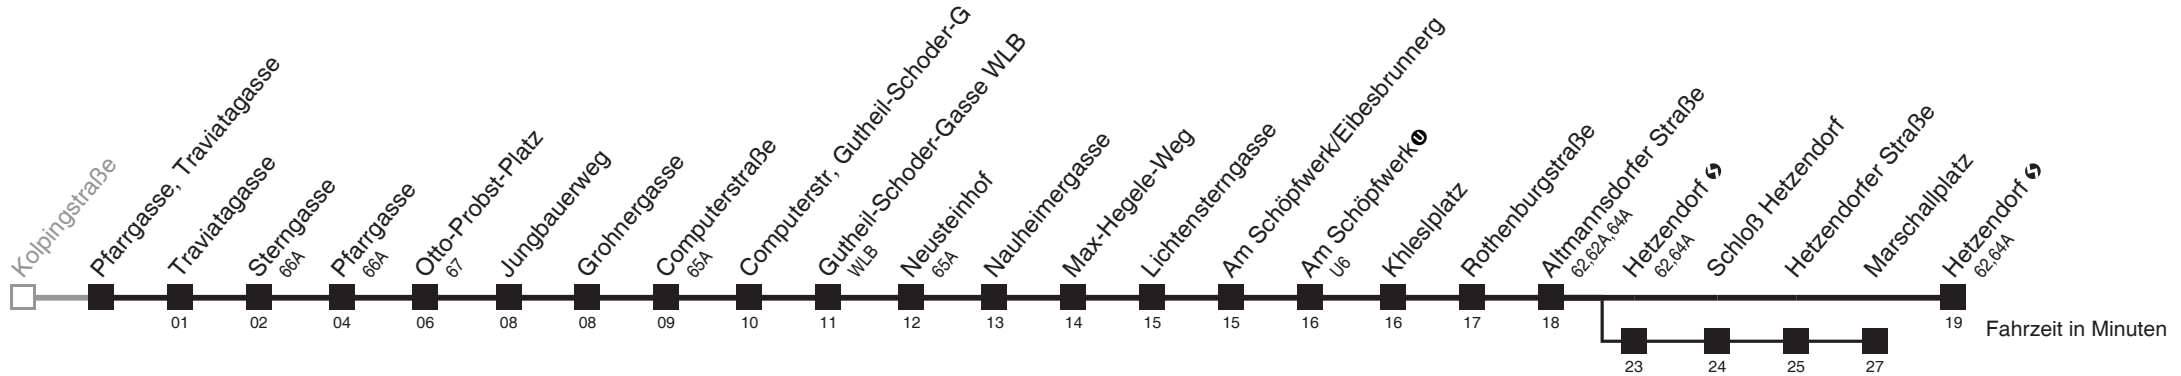 Kolpingstraße
Pfarrgasse, Traviatagasse
Traviatagasse
01
Sterngasse
66A
02
Pfarrgasse
66A
04
Otto-Probst-Platz
67
06
Jungbauerweg
08
Grohnergasse
08
Computerstraße
65A
09
Computerstr, Gutheil-Schoder-G
10
Gutheil-Schoder-Gasse WLB
WLB
11
Neusteinhof
65A
12
Nauheimergasse
13
Max-Hegele-Weg
14
Lichtensterngasse
15
Am Schöpfwerk/Eibesbrunnerg
15
Am Schöpfwerk U
U6
16
Khleslplatz
16
Rothenburgstraße
17
Altmannsdorfer Straße
62,62A,64A
18
Hetzendorf
62,64A
23
Schloß Hetzendorf
24
Hetzendorfer Straße
25
Marschallplatz
27
Hetzendorf
62,64A
19
Fahrzeit in Minuten